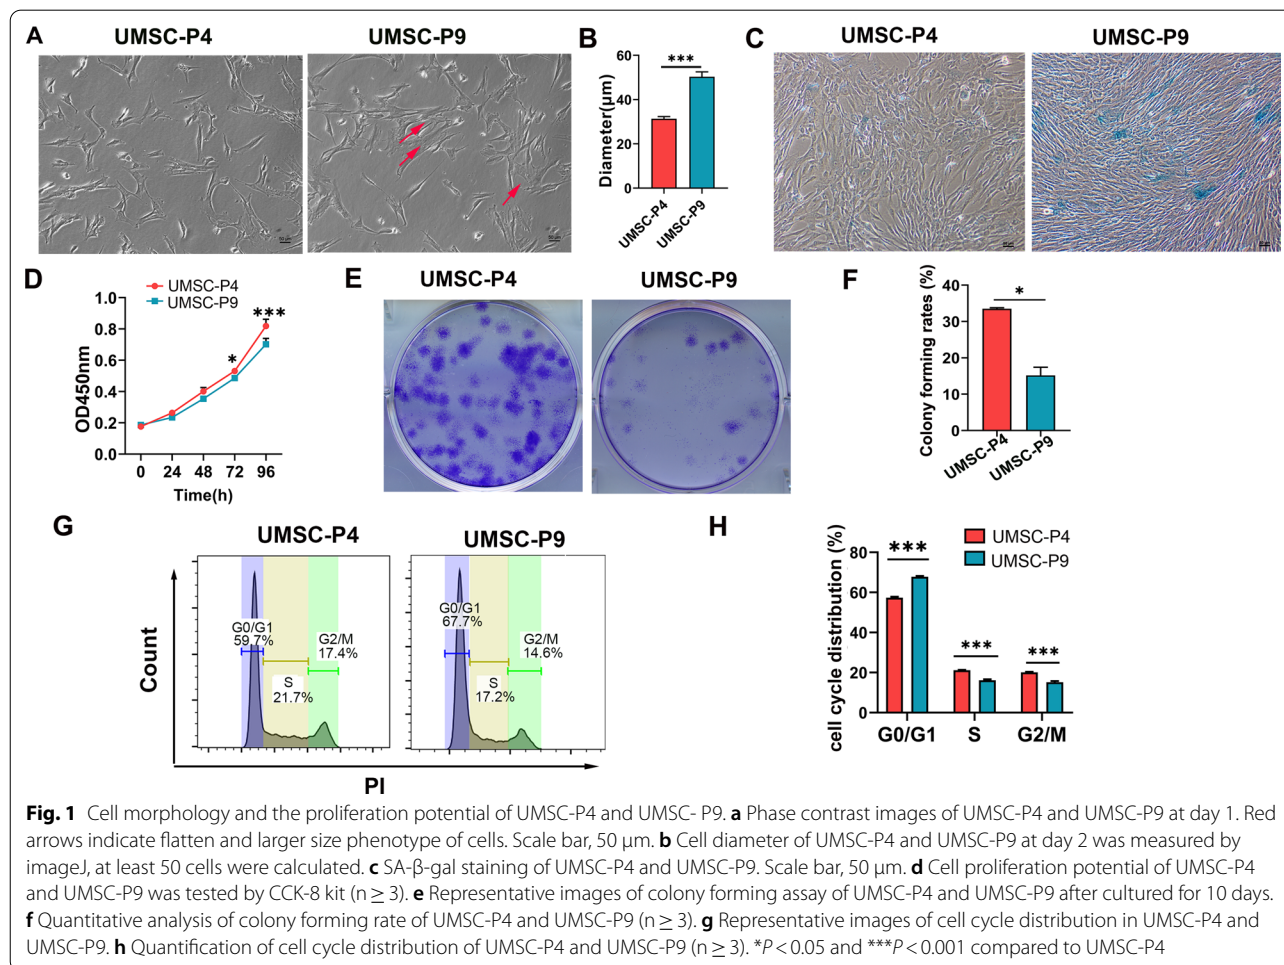 A
UMSC-P4
UMSC-P9
B
Diameter(μm)
60
40
20
0
***
UMSC-P4
UMSC-P9
C
UMSC-P4
UMSC-P9
D
UMSC-P4
UMSC-P9
OD450nm
1.0
0.8
0.6
0.4
0.2
0.0
*
***
0 24 48 72 96
Time(h)
E
UMSC-P4
UMSC-P9
F
Colony forming rates (%)
40
30
20
10
0
*
UMSC-P4
UMSC-P9
G
UMSC-P4
UMSC-P9
Count
G0/G1
59.7%
S
21.7%
G2/M
17.4%
G0/G1
67.7%
S
17.2%
G2/M
14.6%
PI
H
UMSC-P4
UMSC-P9
cell cycle distribution (%)
80
60
40
20
0
***
***
***
G0/G1 S G2/M
Fig. 1 Cell morphology and the proliferation potential of UMSC-P4 and UMSC- P9. a Phase contrast images of UMSC-P4 and UMSC-P9 at day 1. Red
arrows indicate flatten and larger size phenotype of cells. Scale bar, 50 μm. b Cell diameter of UMSC-P4 and UMSC-P9 at day 2 was measured by
imageJ, at least 50 cells were calculated. c SA-β-gal staining of UMSC-P4 and UMSC-P9. Scale bar, 50 μm. d Cell proliferation potential of UMSC-P4
and UMSC-P9 was tested by CCK-8 kit (n ≥ 3). e Representative images of colony forming assay of UMSC-P4 and UMSC-P9 after cultured for 10 days.
f Quantitative analysis of colony forming rate of UMSC-P4 and UMSC-P9 (n ≥ 3). g Representative images of cell cycle distribution in UMSC-P4 and
UMSC-P9. h Quantification of cell cycle distribution of UMSC-P4 and UMSC-P9 (n ≥ 3). *P < 0.05 and ***P < 0.001 compared to UMSC-P4